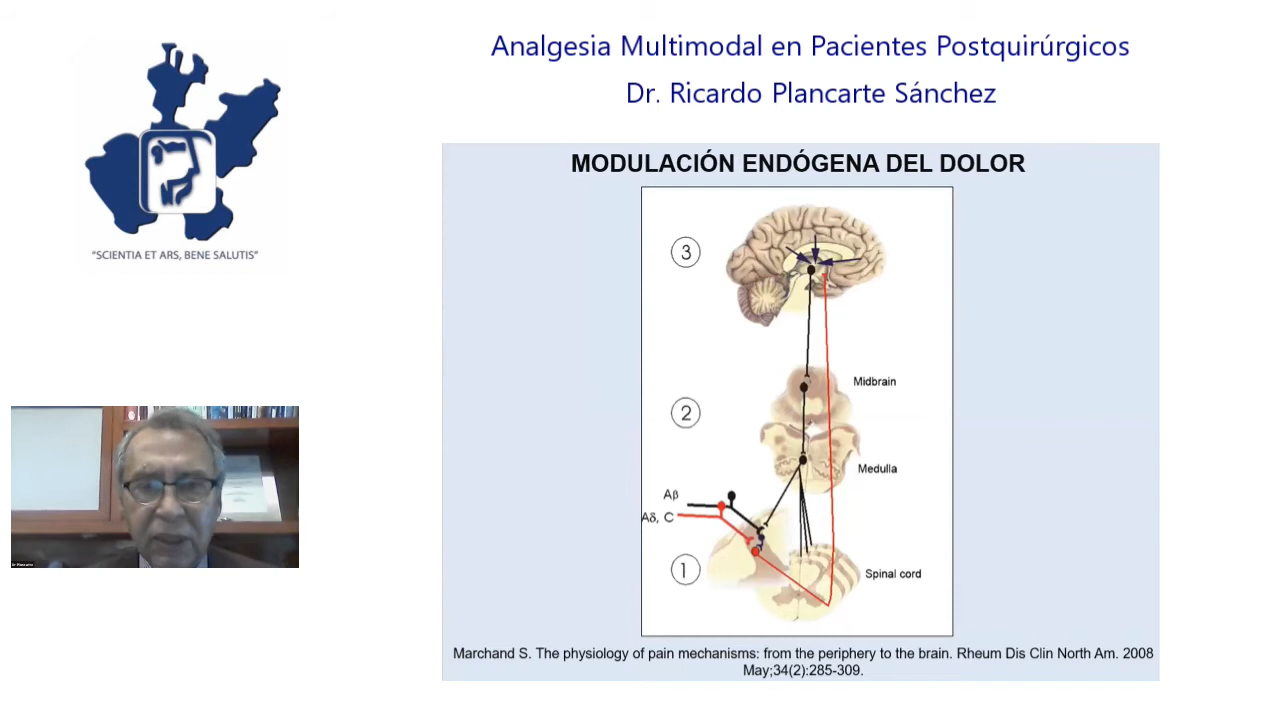 Analgesia Multimodal en Pacientes Postquirúrgicos
Dr. Ricardo Plancarte Sánchez
“SCIENTIA ET ARS, BENE SALUTIS”
MODULACIÓN ENDÓGENA DEL DOLOR
3
Midbrain
2
Medulla
Aβ
Aδ, C
1
Spinal cord
Marchand S. The physiology of pain mechanisms: from the periphery to the brain. Rheum Dis Clin North Am. 2008
May;34(2):285-309.